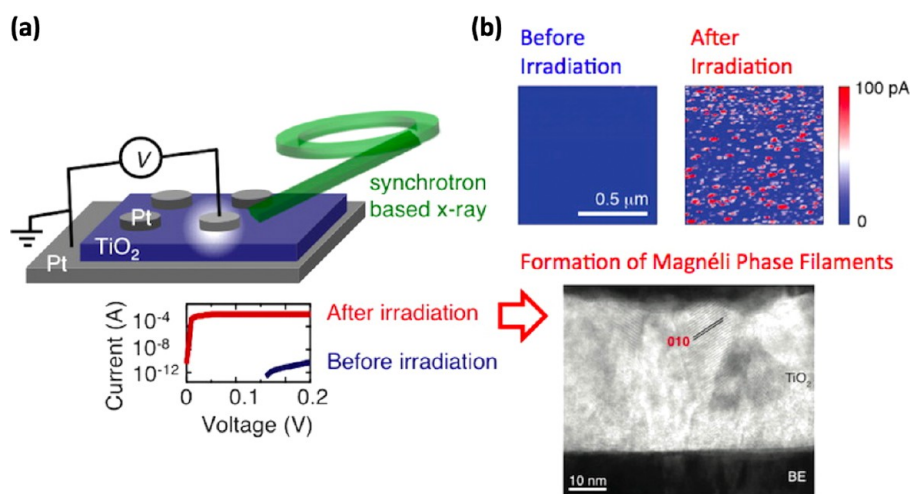 (a)
V
synchrotron
based x-ray
Pt
TiO₂
Pt
Current (A)
10⁻⁴
10⁻⁸
10⁻¹²
0
0.1
0.2
Voltage (V)
After irradiation
Before irradiation
(b)
Before
Irradiation
After
Irradiation
100 pA
0
0.5 μm
Formation of Magnéli Phase Filaments
010
TiO₂
10 nm
BE